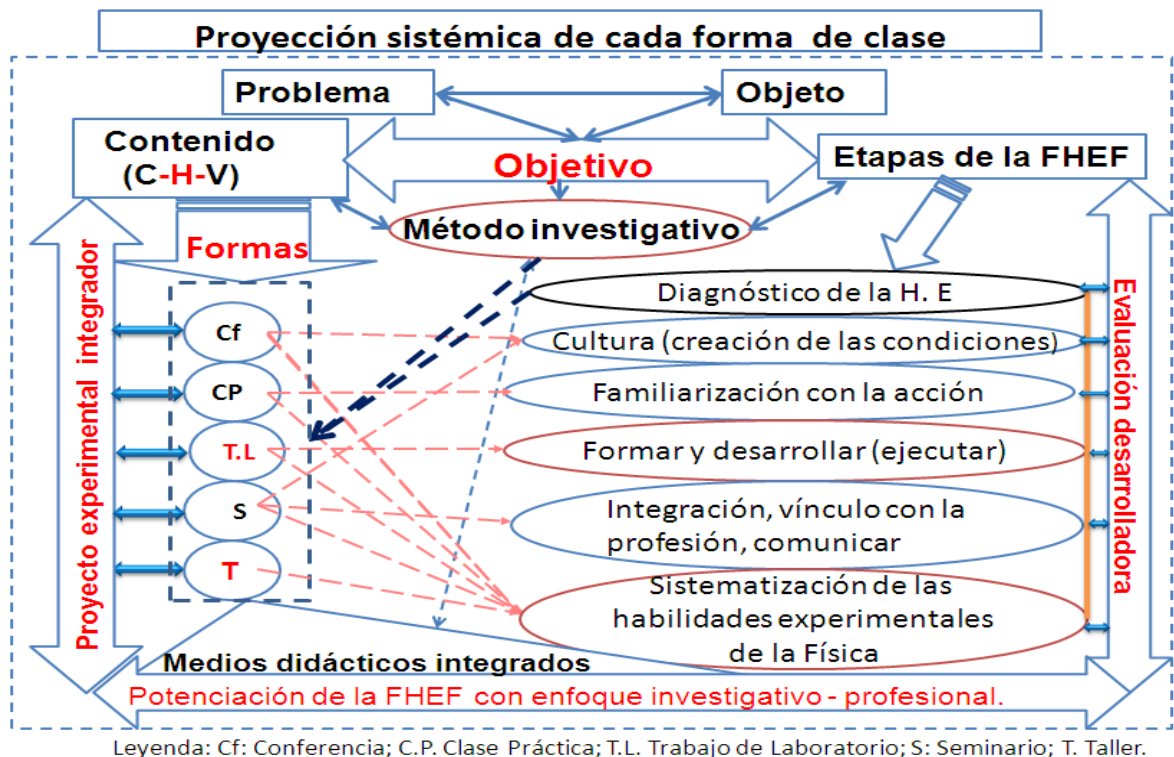 Proyección sistémica de cada forma de clase
Problema
Objeto
Contenido
(C-H-V)
Objetivo
Etapas de la FHEF
Método investigativo
Formas
Proyecto experimental integrador
Cf
CP
T.L
S
T
Diagnóstico de la H. E
Cultura (creación de las condiciones)
Familiarización con la acción
Formar y desarrollar (ejecutar)
Integración, vínculo con la
profesión, comunicar
Sistematización de las
habilidades experimentales
de la Física
Evaluación desarrolladora
Medios didácticos integrados
Potenciación de la FHEF con enfoque investigativo - profesional.
Leyenda: Cf: Conferencia; C.P. Clase Práctica; T.L. Trabajo de Laboratorio; S: Seminario; T. Taller.